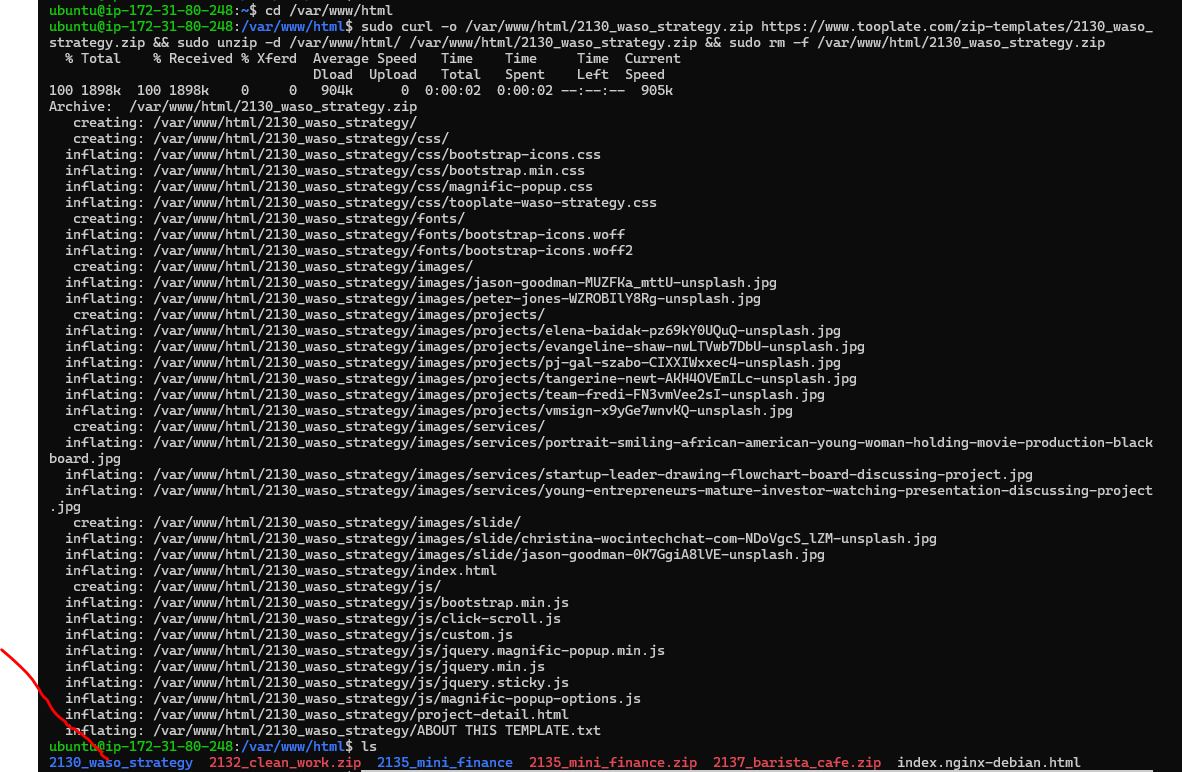 ubuntu@ip-172-31-80-248:~$ cd /var/www/html
ubuntu@ip-172-31-80-248:/var/www/html$ sudo curl -o /var/www/html/2130_waso_strategy.zip https://www.tooplate.com/zip-templates/2130_waso_
strategy.zip && sudo unzip -d /var/www/html/ /var/www/html/2130_waso_strategy.zip && sudo rm -f /var/www/html/2130_waso_strategy.zip
  % Total    % Received % Xferd  Average Speed   Time    Time     Time  Current
                                 Dload  Upload   Total   Spent    Left  Speed
100 1898k  100 1898k    0     0   904k      0  0:00:02  0:00:02 --:--:--  905k
Archive:  /var/www/html/2130_waso_strategy.zip
   creating: /var/www/html/2130_waso_strategy/
   creating: /var/www/html/2130_waso_strategy/css/
  inflating: /var/www/html/2130_waso_strategy/css/bootstrap-icons.css
  inflating: /var/www/html/2130_waso_strategy/css/bootstrap.min.css
  inflating: /var/www/html/2130_waso_strategy/css/magnific-popup.css
  inflating: /var/www/html/2130_waso_strategy/css/tooplate-waso-strategy.css
   creating: /var/www/html/2130_waso_strategy/fonts/
  inflating: /var/www/html/2130_waso_strategy/fonts/bootstrap-icons.woff
  inflating: /var/www/html/2130_waso_strategy/fonts/bootstrap-icons.woff2
   creating: /var/www/html/2130_waso_strategy/images/
  inflating: /var/www/html/2130_waso_strategy/images/jason-goodman-MUZFKa_mttU-unsplash.jpg
  inflating: /var/www/html/2130_waso_strategy/images/peter-jones-WZROBIlY8Rg-unsplash.jpg
   creating: /var/www/html/2130_waso_strategy/images/projects/
  inflating: /var/www/html/2130_waso_strategy/images/projects/elena-baidak-pz69kY0UQuQ-unsplash.jpg
  inflating: /var/www/html/2130_waso_strategy/images/projects/evangeline-shaw-nwLTVwb7DbU-unsplash.jpg
  inflating: /var/www/html/2130_waso_strategy/images/projects/pj-gal-szabo-CIXXIWxxec4-unsplash.jpg
  inflating: /var/www/html/2130_waso_strategy/images/projects/tangerine-newt-AKH4OVEmILc-unsplash.jpg
  inflating: /var/www/html/2130_waso_strategy/images/projects/team-fredi-FN3vmVee2sI-unsplash.jpg
  inflating: /var/www/html/2130_waso_strategy/images/projects/vmsign-x9yGe7wnvKQ-unsplash.jpg
   creating: /var/www/html/2130_waso_strategy/images/services/
  inflating: /var/www/html/2130_waso_strategy/images/services/portrait-smiling-african-american-young-woman-holding-movie-production-black
board.jpg
  inflating: /var/www/html/2130_waso_strategy/images/services/startup-leader-drawing-flowchart-board-discussing-project.jpg
  inflating: /var/www/html/2130_waso_strategy/images/services/young-entrepreneurs-mature-investor-watching-presentation-discussing-project
.jpg
   creating: /var/www/html/2130_waso_strategy/images/slide/
  inflating: /var/www/html/2130_waso_strategy/images/slide/christina-wocintechchat-com-NDoVgcS_lZM-unsplash.jpg
  inflating: /var/www/html/2130_waso_strategy/images/slide/jason-goodman-0K7GgiA8lVE-unsplash.jpg
  inflating: /var/www/html/2130_waso_strategy/index.html
   creating: /var/www/html/2130_waso_strategy/js/
  inflating: /var/www/html/2130_waso_strategy/js/bootstrap.min.js
  inflating: /var/www/html/2130_waso_strategy/js/click-scroll.js
  inflating: /var/www/html/2130_waso_strategy/js/custom.js
  inflating: /var/www/html/2130_waso_strategy/js/jquery.magnific-popup.min.js
  inflating: /var/www/html/2130_waso_strategy/js/jquery.min.js
  inflating: /var/www/html/2130_waso_strategy/js/jquery.sticky.js
  inflating: /var/www/html/2130_waso_strategy/js/magnific-popup-options.js
  inflating: /var/www/html/2130_waso_strategy/project-detail.html
  inflating: /var/www/html/2130_waso_strategy/ABOUT THIS TEMPLATE.txt
ubuntu@ip-172-31-80-248:/var/www/html$ ls
2130_waso_strategy  2132_clean_work.zip  2135_mini_finance  2135_mini_finance.zip  2137_barista_cafe.zip  index.nginx-debian.html